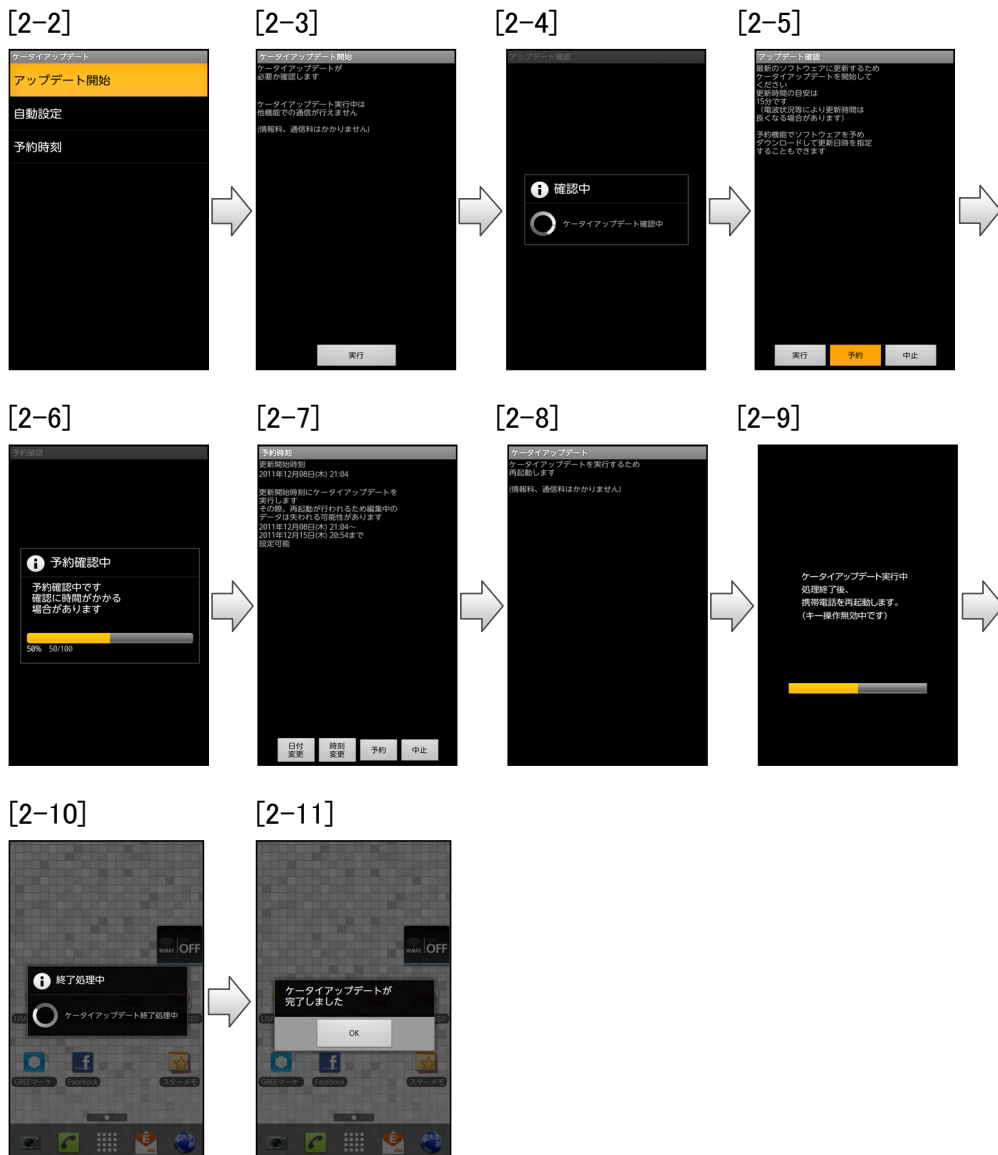 [2-2]
ケータイアップデート
アップデート開始
自動設定
予約時刻
[2-3]
ケータイアップデート開始
ケータイアップデートが
必要か確認します
ケータイアップデート実行中は
他機能での通信が行えません
(情報料、通信料はかかりません)
実行
[2-4]
アップデート確認
確認中
ケータイアップデート確認中
[2-5]
アップデート確認
最新のソフトウェアに更新するため
ケータイアップデートを開始して
ください
更新時間の目安は
15分です
(電波状況等により更新時間は
長くなる場合があります)
予約機能でソフトウェアを予め
ダウンロードして更新日時を指定
することもできます
実行 予約 中止
[2-6]
予約確認
予約確認中
予約確認中です
確認に時間がかかる
場合があります
50% 50/100
[2-7]
予約時刻
更新開始時刻
2011年12月08日(木) 21:04
更新開始時刻にケータイアップデートを
実行します
その際、再起動が行われるため編集中の
データは失われる可能性があります
2011年12月08日(木) 21:04～
2011年12月15日(木) 20:54まで
設定可能
日付
変更
時刻
変更
予約
中止
[2-8]
ケータイアップデート
ケータイアップデートを実行するため
再起動します
(情報料、通信料はかかりません)
[2-9]
ケータイアップデート実行中
処理終了後、
携帯電話を再起動します。
(キー操作無効中です)
[2-10]
OFF
終了処理中
ケータイアップデート終了処理中
GREEマーケ
Facebook
スターメモ
[2-11]
OFF
ケータイアップデートが
完了しました
OK
GREEマーケ
Facebook
スターメモ